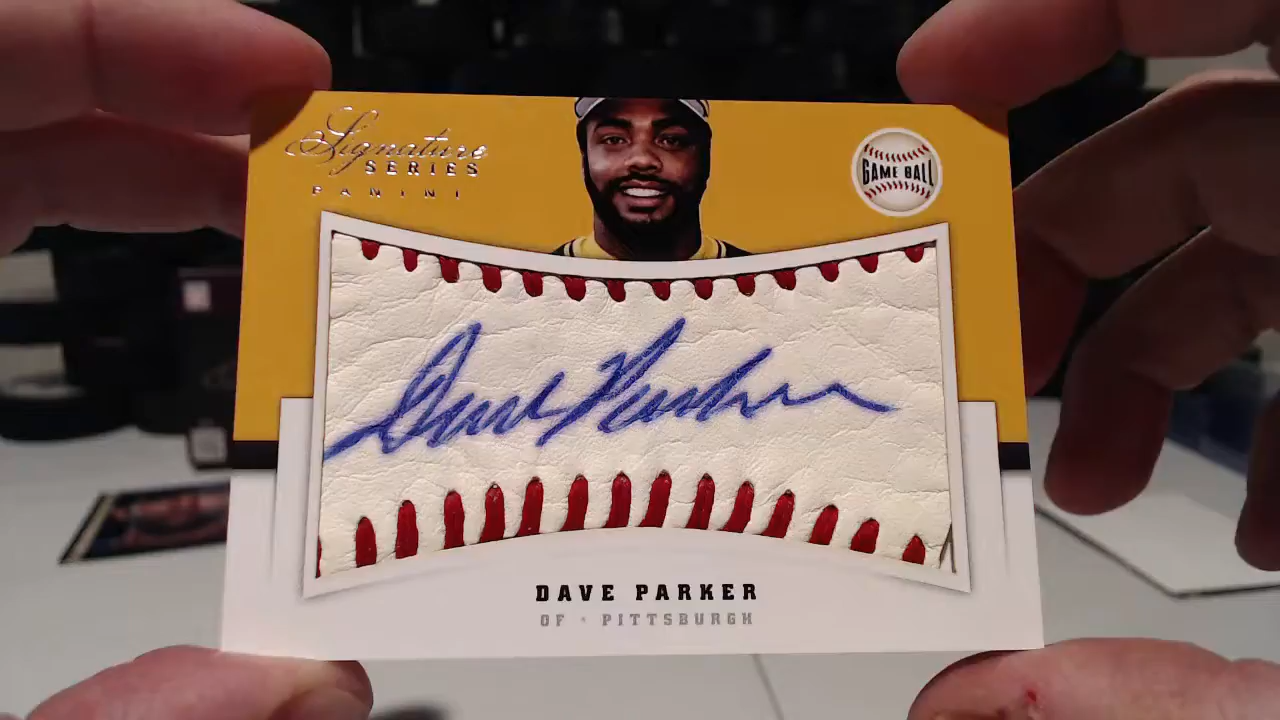 Signature
SERIES
PANINI
GAME BALL
Dave Parker
DAVE PARKER
OF · PITTSBURGH